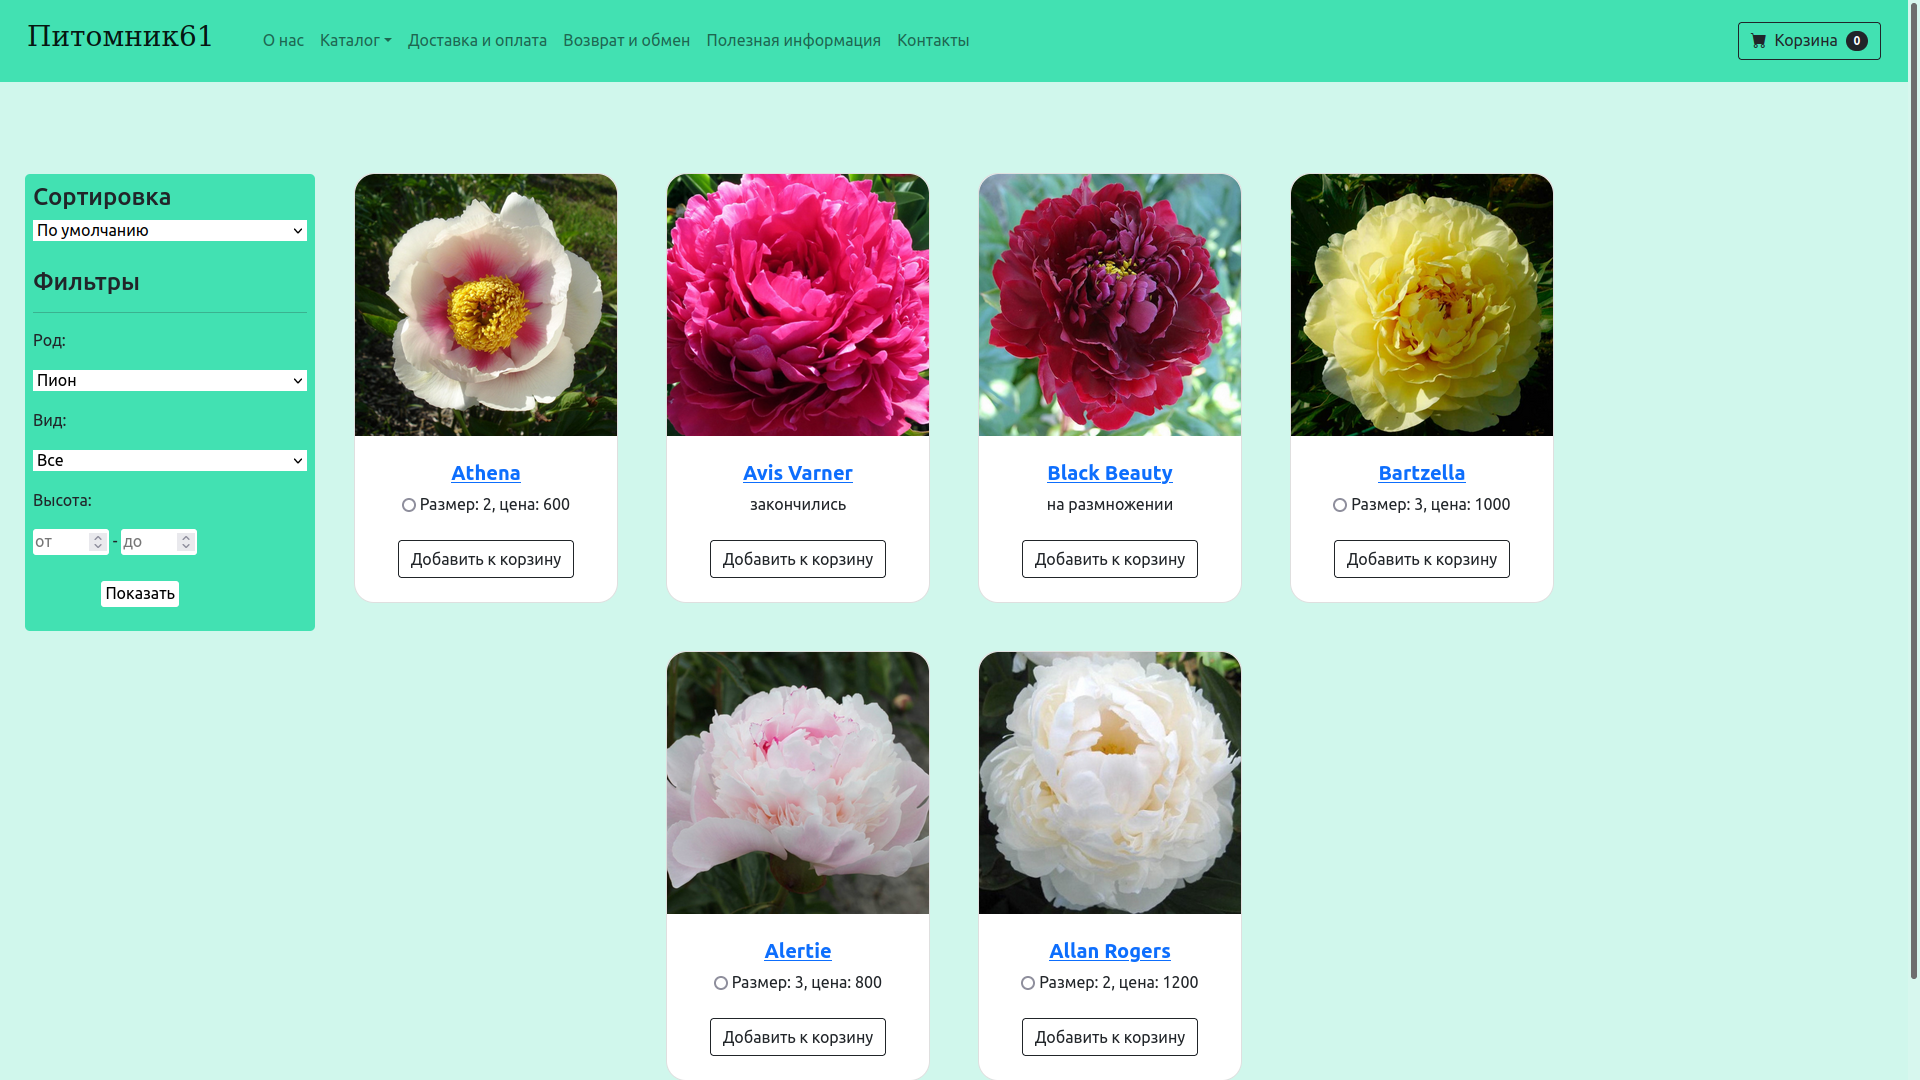 Питомник61
О нас
Каталог
Доставка и оплата
Возврат и обмен
Полезная информация
Контакты
Корзина 0
Сортировка
По умолчанию
Фильтры
Род:
Пион
Вид:
Все
Высота:
от - до
Показать
Athena
Размер: 2, цена: 600
Добавить к корзину
Avis Varner
закончились
Добавить к корзину
Black Beauty
на размножении
Добавить к корзину
Bartzella
Размер: 3, цена: 1000
Добавить к корзину
Alertie
Размер: 3, цена: 800
Добавить к корзину
Allan Rogers
Размер: 2, цена: 1200
Добавить к корзину